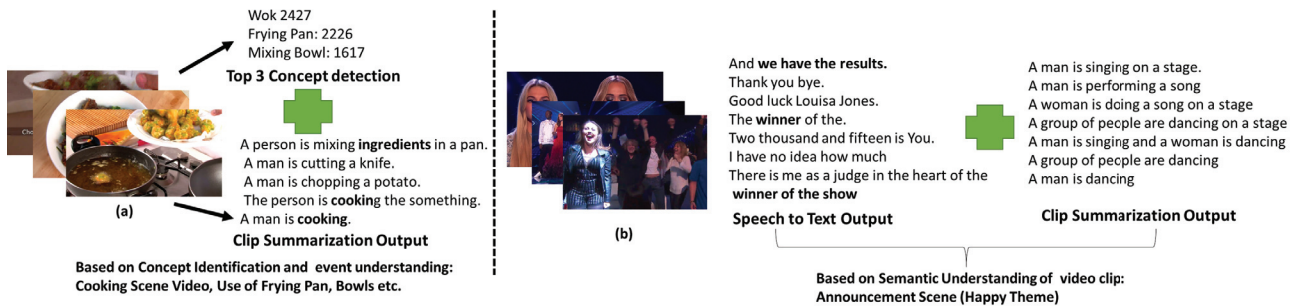 Wok 2427
Frying Pan: 2226
Mixing Bowl: 1617
Top 3 Concept detection
A person is mixing ingredients in a pan.
A man is cutting a knife.
A man is chopping a potato.
The person is cooking the something.
A man is cooking.
Clip Summarization Output
(a)
Based on Concept Identification and event understanding:
Cooking Scene Video, Use of Frying Pan, Bowls etc.
And we have the results.
Thank you bye.
Good luck Louisa Jones.
The winner of the.
Two thousand and fifteen is You.
I have no idea how much
There is me as a judge in the heart of the
winner of the show
Speech to Text Output
(b)
A man is singing on a stage.
A man is performing a song
A woman is doing a song on a stage
A group of people are dancing on a stage
A man is singing and a woman is dancing
A group of people are dancing
A man is dancing
Clip Summarization Output
Based on Semantic Understanding of video clip:
Announcement Scene (Happy Theme)